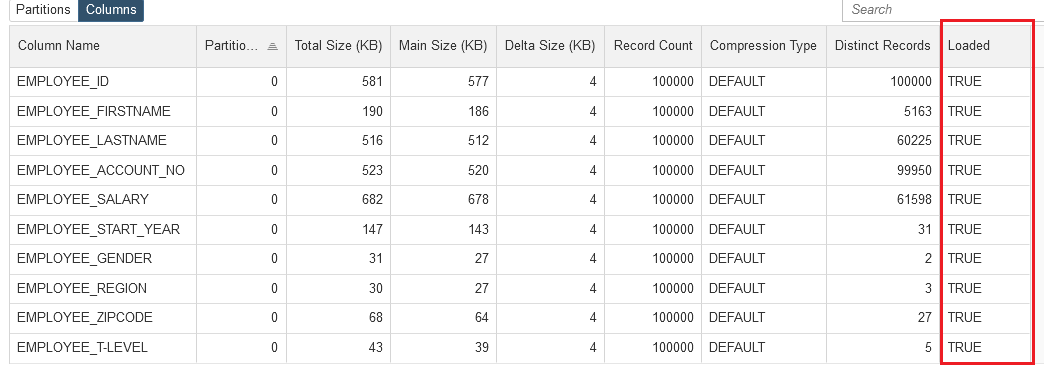 Partitions Columns Search
Column Name Partitio... Total Size (KB) Main Size (KB) Delta Size (KB) Record Count Compression Type Distinct Records Loaded
EMPLOYEE_ID 0 581 577 4 100000 DEFAULT 100000 TRUE
EMPLOYEE_FIRSTNAME 0 190 186 4 100000 DEFAULT 5163 TRUE
EMPLOYEE_LASTNAME 0 516 512 4 100000 DEFAULT 60225 TRUE
EMPLOYEE_ACCOUNT_NO 0 523 520 4 100000 DEFAULT 99950 TRUE
EMPLOYEE_SALARY 0 682 678 4 100000 DEFAULT 61598 TRUE
EMPLOYEE_START_YEAR 0 147 143 4 100000 DEFAULT 31 TRUE
EMPLOYEE_GENDER 0 31 27 4 100000 DEFAULT 2 TRUE
EMPLOYEE_REGION 0 30 27 4 100000 DEFAULT 3 TRUE
EMPLOYEE_ZIPCODE 0 68 64 4 100000 DEFAULT 27 TRUE
EMPLOYEE_T-LEVEL 0 43 39 4 100000 DEFAULT 5 TRUE